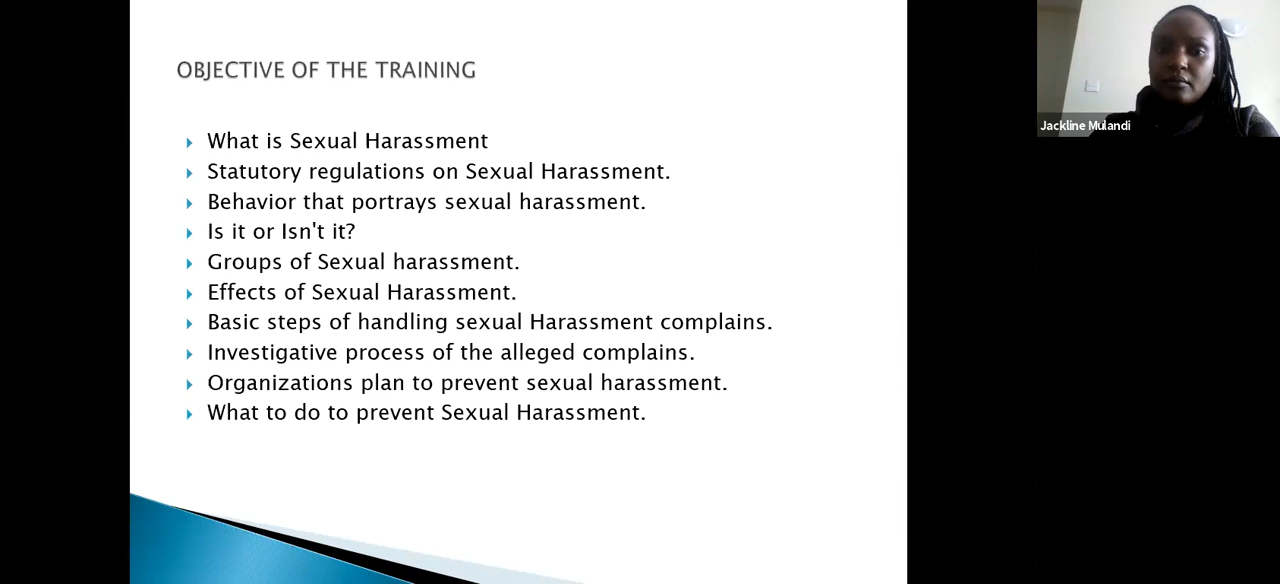 OBJECTIVE OF THE TRAINING
What is Sexual Harassment
Statutory regulations on Sexual Harassment.
Behavior that portrays sexual harassment.
Is it or Isn't it?
Groups of Sexual harassment.
Effects of Sexual Harassment.
Basic steps of handling sexual Harassment complains.
Investigative process of the alleged complains.
Organizations plan to prevent sexual harassment.
What to do to prevent Sexual Harassment.
Jackline Mulandi